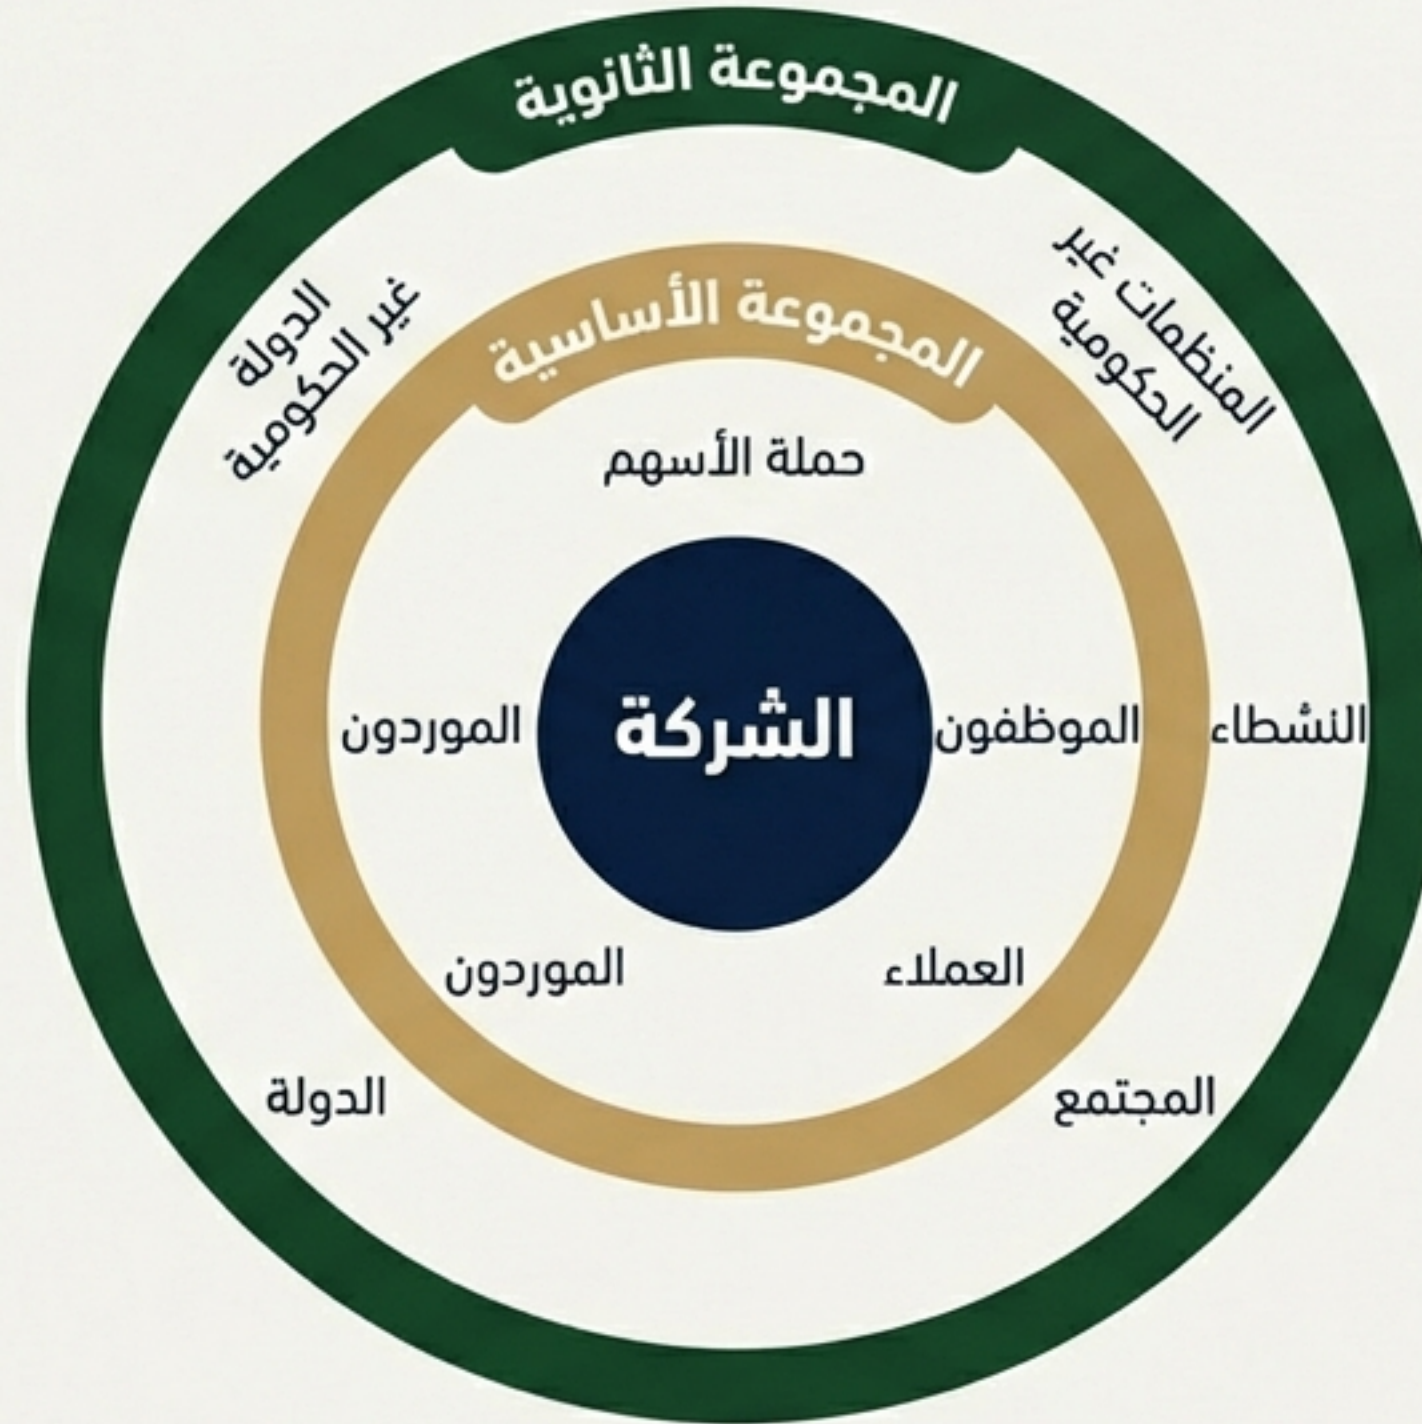 المجموعة الثانوية
المنظمات غير
الحكومية
الدولة
غير الحكومية
المجموعة الأساسية
حملة الأسهم
النشطاء
الموظفون
الشركة
الموردون
العملاء
الموردون
المجتمع
الدولة